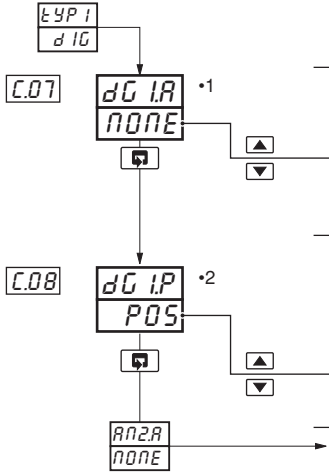 tYP1
dIG
C.07
dG1.A
•1
NONE
C.08
dG1.P
•2
POS
AN2.A
NONE